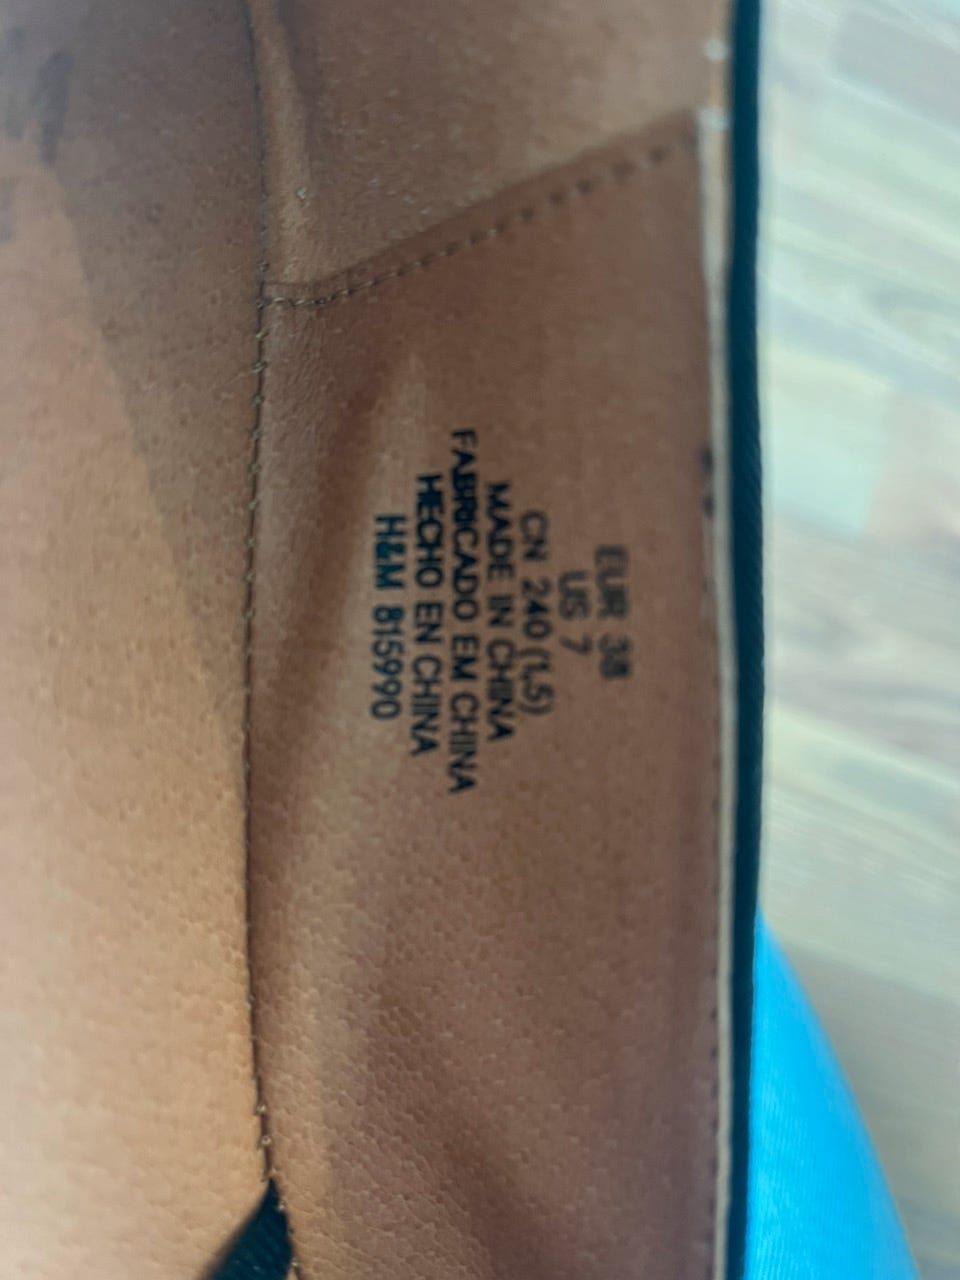 EUR 38
US 7
CN 240 (1,5)
MADE IN CHINA
FABRICADO EM CHINA
HECHO EN CHINA
H&M 815990